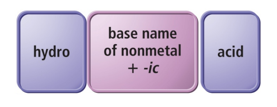 hydro
base name
of nonmetal
+ -ic
acid